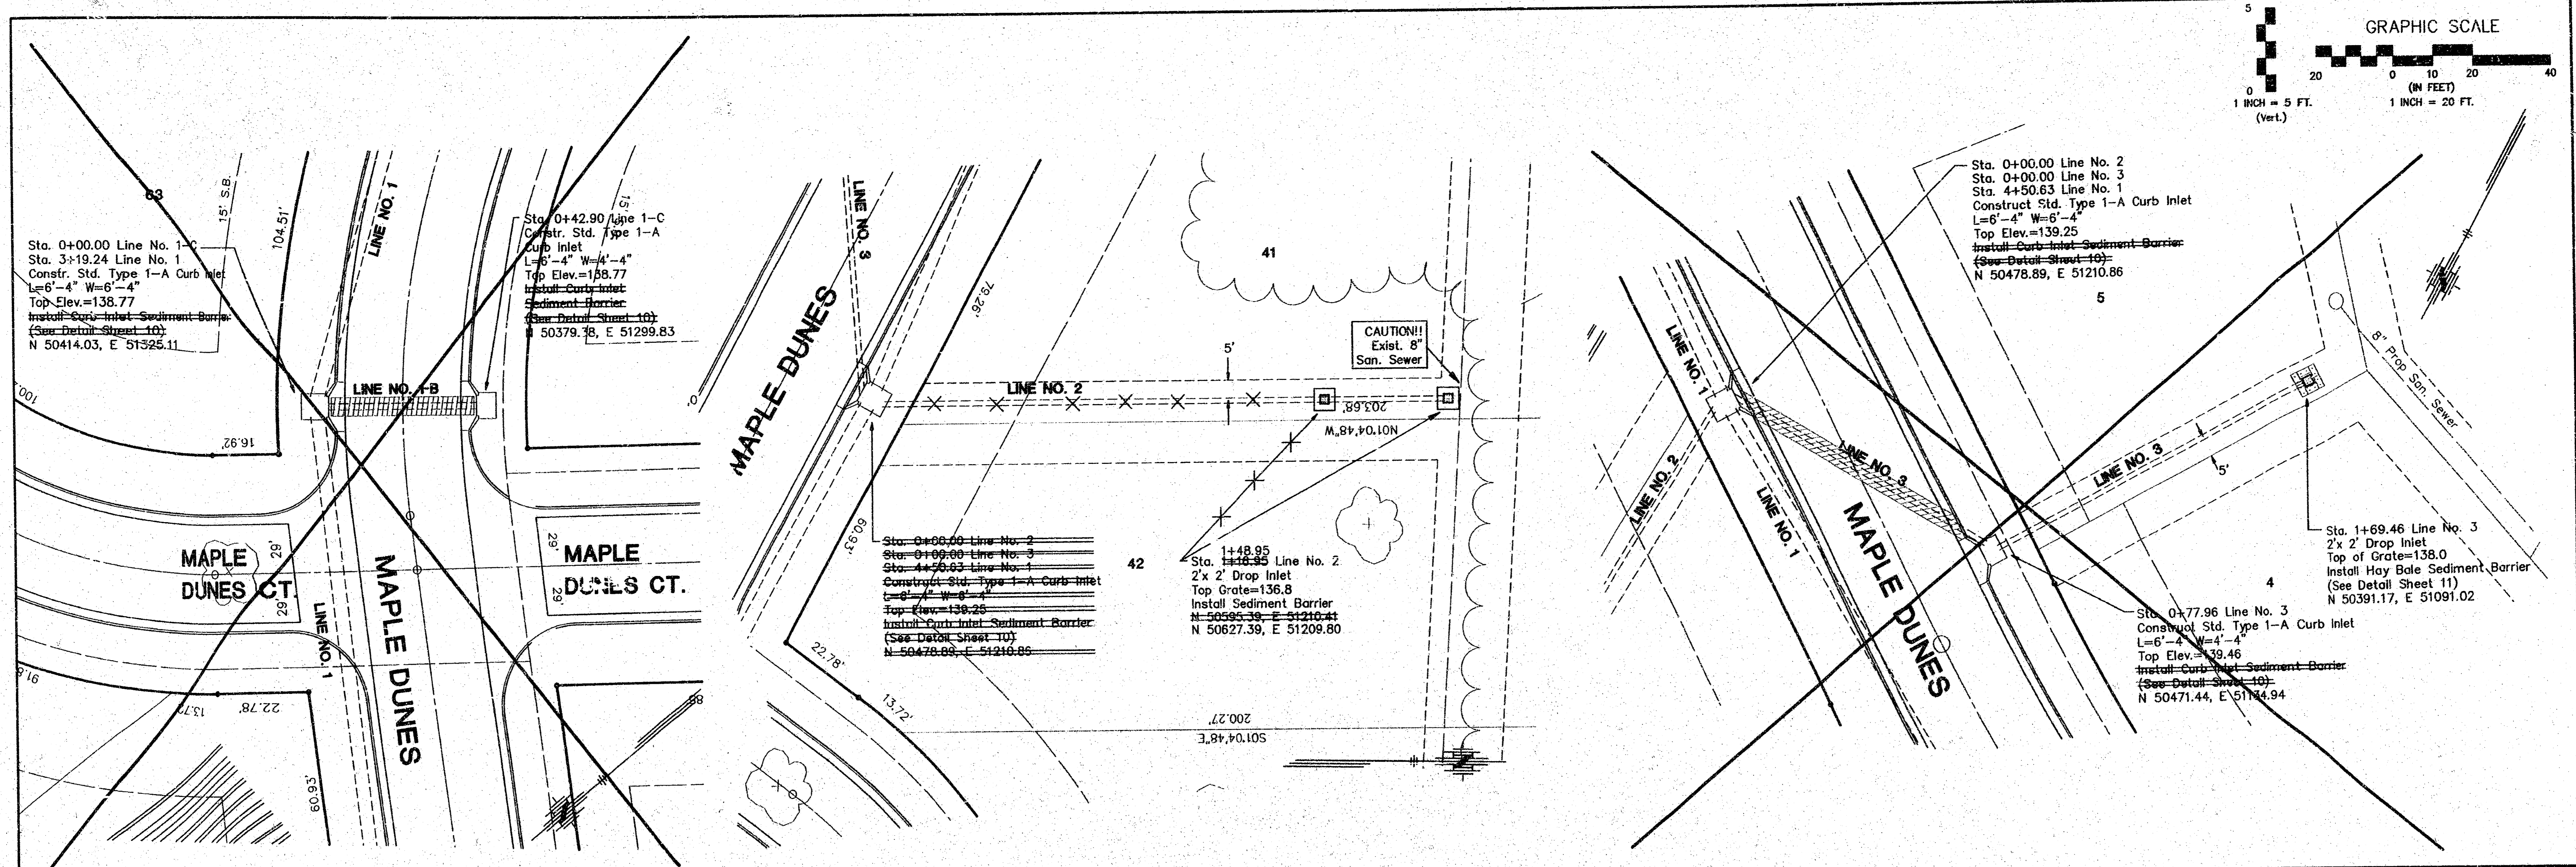 5
0
1 INCH = 5 FT.
(Vert.)
GRAPHIC SCALE
20 0 10 20 40
(IN FEET)
1 INCH = 20 FT.
63
15' S.B.
104.51'
LINE NO. 1
15'
Sta. 0+00.00 Line No. 1-C
Sta. 3+19.24 Line No. 1
Constr. Std. Type 1-A Curb Inlet
L=6'-4" W=6'-4"
Top Elev.=138.77
Install Curb Inlet Sediment Barrier
(See Detail Sheet 10)
N 50414.03, E 51325.11
Sta. 0+42.90 Line 1-C
Constr. Std. Type 1-A
Curb Inlet
L=6'-4" W=4'-4"
Top Elev.=138.77
Install Curb Inlet
Sediment Barrier
(See Detail Sheet 10)
N 50379.78, E 51299.83
LINE NO. 1-B
16.92'
MAPLE
DUNES CT.
29'
29'
LINE NO. 1
MAPLE DUNES
29'
29'
MAPLE
DUNES CT.
13.72'
22.78'
60.93'
88
LINE NO. 3
MAPLE DUNES
79.26'
41
CAUTION!!
Exist. 8"
San. Sewer
5'
LINE NO. 2
203.68'
N01°04'48"W
60.93'
Sta. 0+00.00 Line No. 2
Sta. 0+00.00 Line No. 3
Sta. 4+50.63 Line No. 1
Construct Std. Type 1-A Curb Inlet
L=6'-4" W=6'-4"
Top Elev.=139.25
Install Curb Inlet Sediment Barrier
(See Detail Sheet 10)
N 50478.89, E 51210.86
42
1+48.95
Sta. 1+16.95 Line No. 2
2'x 2' Drop Inlet
Top Grate=136.8
Install Sediment Barrier
N 50595.39, E 51210.41
N 50627.39, E 51209.80
22.78'
13.72'
200.27'
S01°04'48"E
Sta. 0+00.00 Line No. 2
Sta. 0+00.00 Line No. 3
Sta. 4+50.63 Line No. 1
Construct Std. Type 1-A Curb Inlet
L=6'-4" W=6'-4"
Top Elev.=139.25
Install Curb Inlet Sediment Barrier
(See Detail Sheet 10)
N 50478.89, E 51210.86
5
LINE NO. 1
LINE NO. 2
LINE NO. 1
LINE NO. 3
MAPLE DUNES
LINE NO. 3
5'
8" Prop San. Sewer
Sta. 1+69.46 Line No. 3
2'x 2' Drop Inlet
Top of Grate=138.0
Install Hay Bale Sediment Barrier
(See Detail Sheet 11)
N 50391.17, E 51091.02
4
Sta. 0+77.96 Line No. 3
Construct Std. Type 1-A Curb Inlet
L=6'-4" W=4'-4"
Top Elev.=139.46
Install Curb Inlet Sediment Barrier
(See Detail Sheet 10)
N 50471.44, E 51134.94